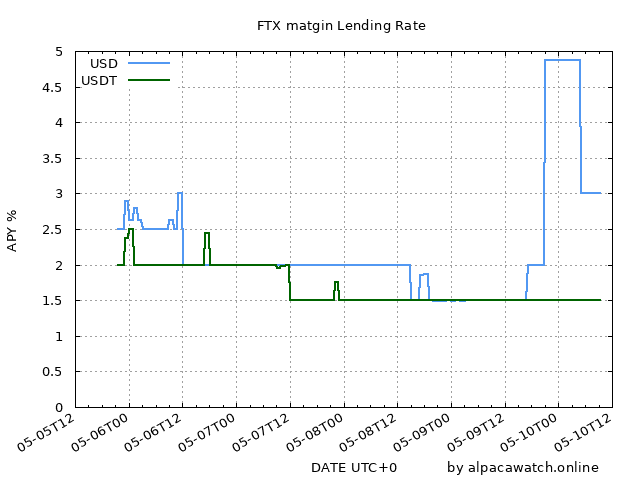 FTX matgin Lending Rate
USD
USDT
5
4.5
4
3.5
3
2.5
2
1.5
1
0.5
0
APY %
05-05T12
05-06T00
05-06T12
05-07T00
05-07T12
05-08T00
05-08T12
05-09T00
05-09T12
05-10T00
05-10T12
DATE UTC+0
by alpacawatch.online